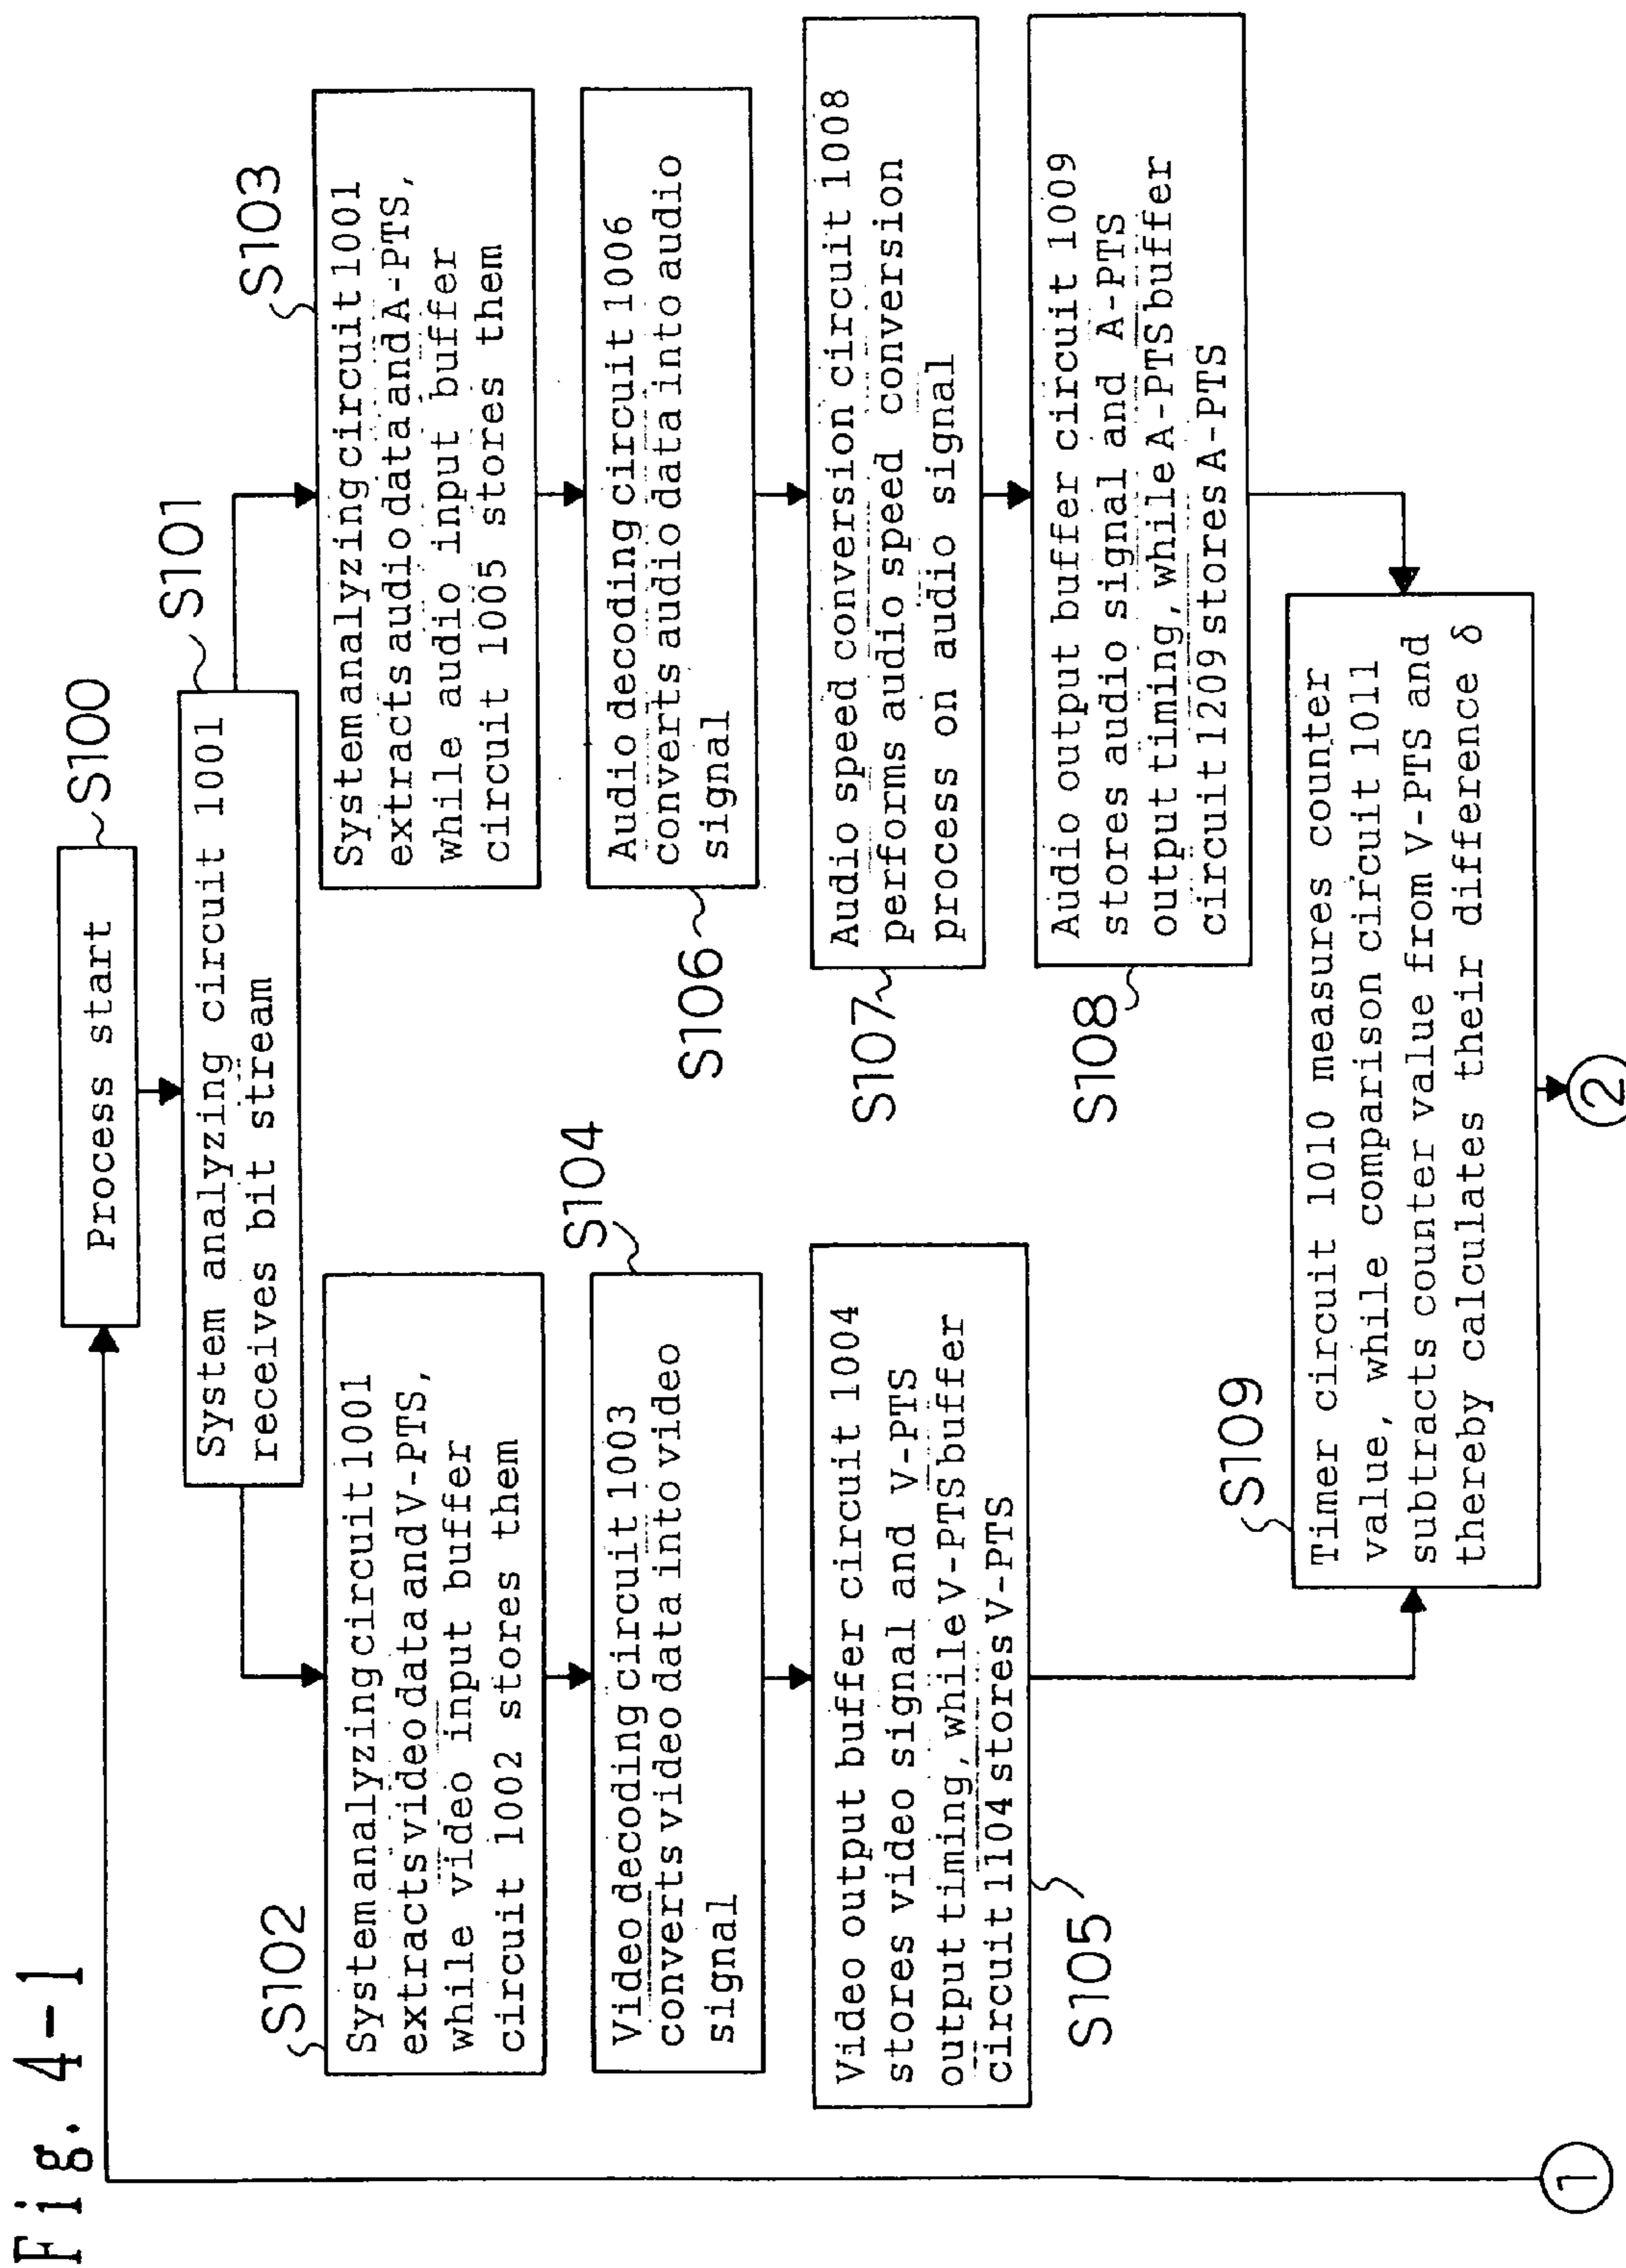 Fig. 4-1
Process start
S100
System analyzing circuit 1001
receives bit stream
S101
S102
System analyzing circuit 1001
extracts video data and V-PTS,
while video input buffer
circuit 1002 stores them
S103
System analyzing circuit 1001
extracts audio data and A-PTS,
while audio input buffer
circuit 1005 stores them
S104
Video decoding circuit 1003
converts video data into video
signal
S106
Audio decoding circuit 1006
converts audio data into audio
signal
Video output buffer circuit 1004
stores video signal and V-PTS
output timing, while V-PTS buffer
circuit 1104 stores V-PTS
S105
S107
Audio speed conversion circuit 1008
performs audio speed conversion
process on audio signal
S108
Audio output buffer circuit 1009
stores audio signal and A-PTS
output timing, while A-PTS buffer
circuit 1209 stores A-PTS
S109
Timer circuit 1010 measures counter
value, while comparison circuit 1011
subtracts counter value from V-PTS and
thereby calculates their difference δ
1
2